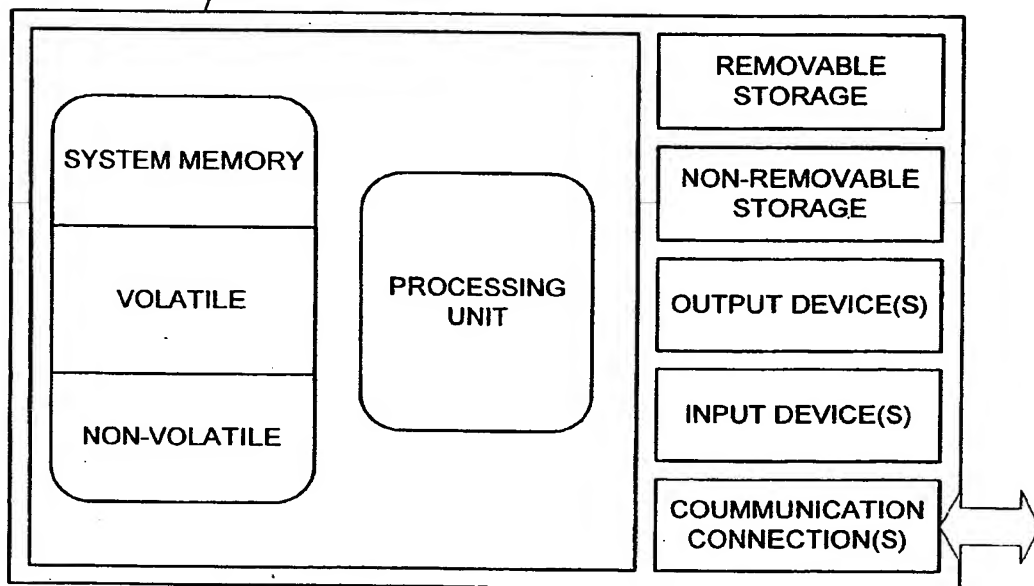 SYSTEM MEMORY
VOLATILE
NON-VOLATILE
PROCESSING
UNIT
REMOVABLE
STORAGE
NON-REMOVABLE
STORAGE
OUTPUT DEVICE(S)
INPUT DEVICE(S)
COUMMUNICATION
CONNECTION(S)